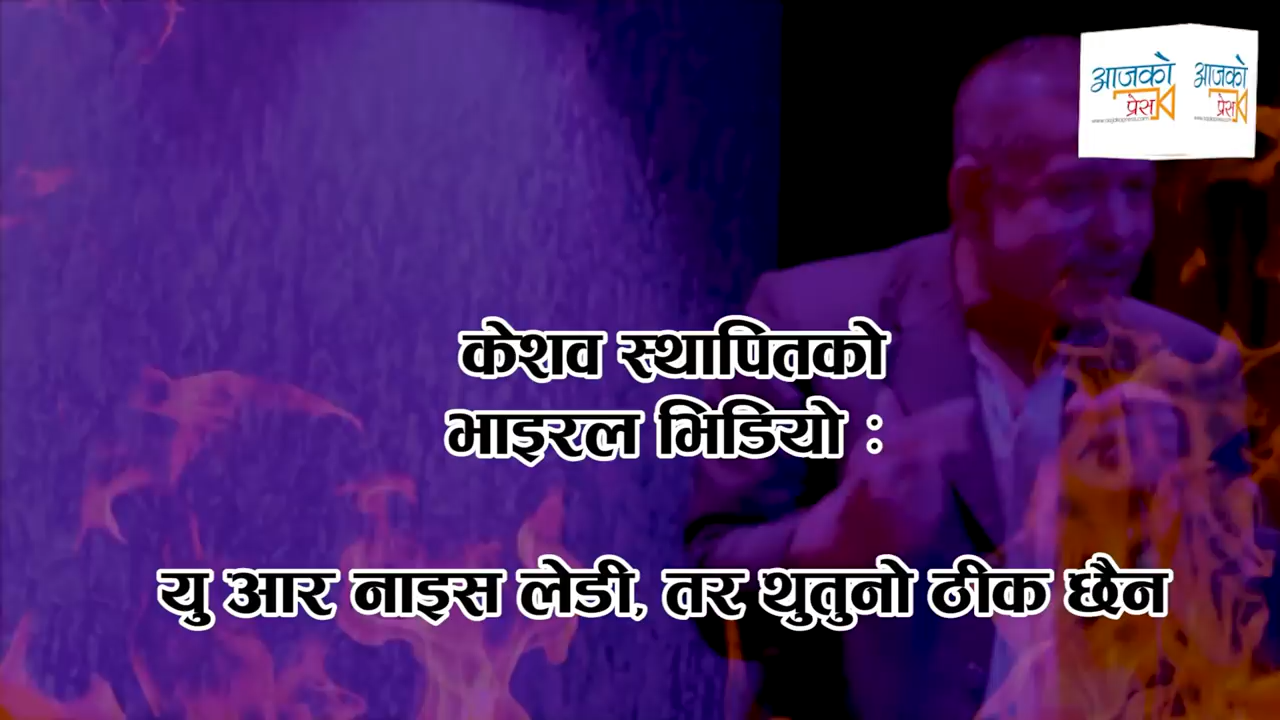 आजको
प्रेस
आजको
प्रेस
केशव स्थापितको
भाइरल भिडियो :
यु आर नाइस लेडी, तर थुतुनो ठीक छैन